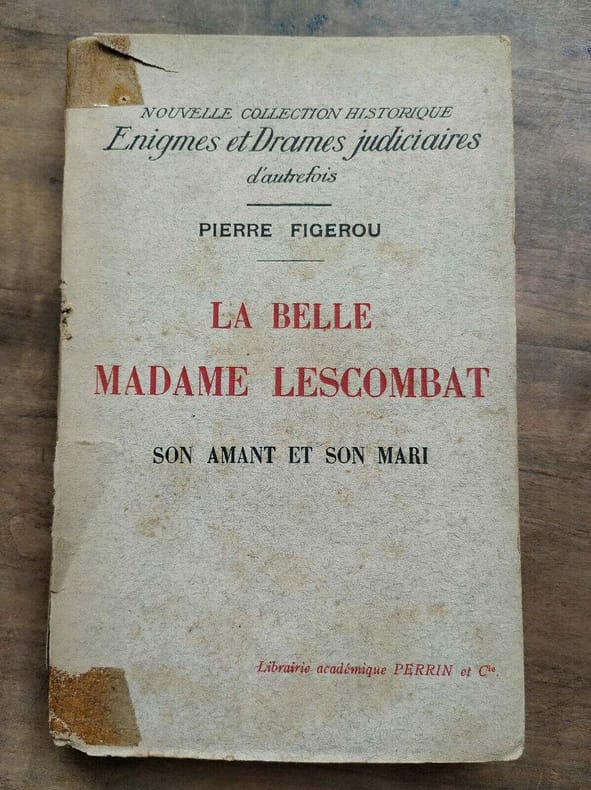 NOUVELLE COLLECTION HISTORIQUE
Enigmes et Drames judiciaires
d'autrefois
PIERRE FIGEROU
LA BELLE
MADAME LESCOMBAT
SON AMANT ET SON MARI
Librairie académique PERRIN et Cie.